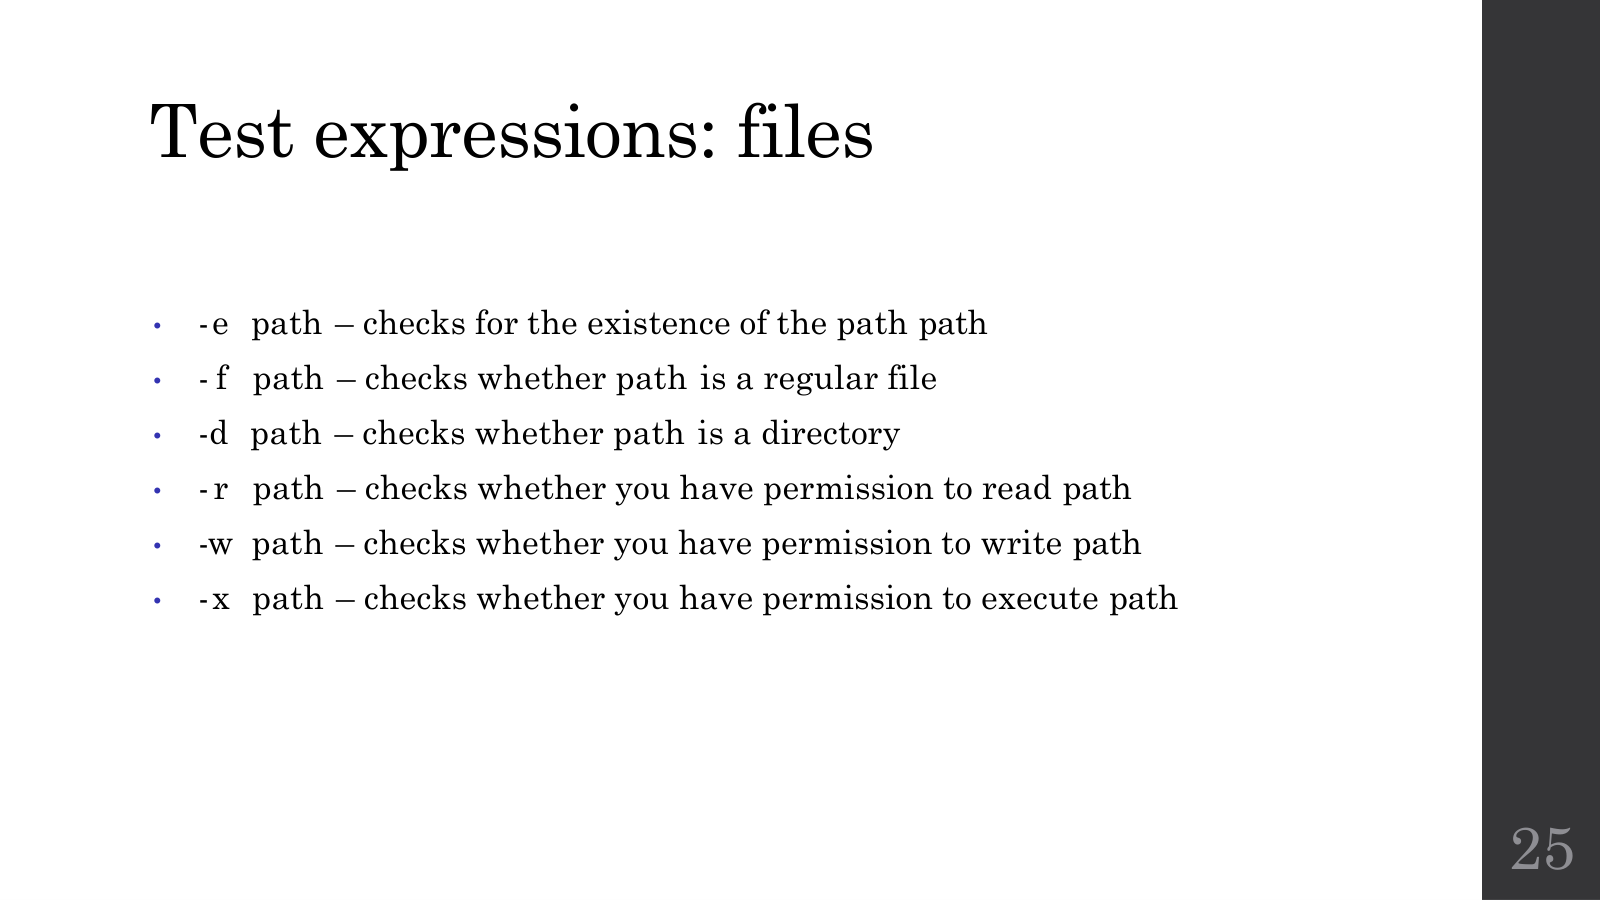 Test expressions: files
• -e path – checks for the existence of the path path
• -f path – checks whether path is a regular file
• -d path – checks whether path is a directory
• -r path – checks whether you have permission to read path
• -w path – checks whether you have permission to write path
• -x path – checks whether you have permission to execute path
25